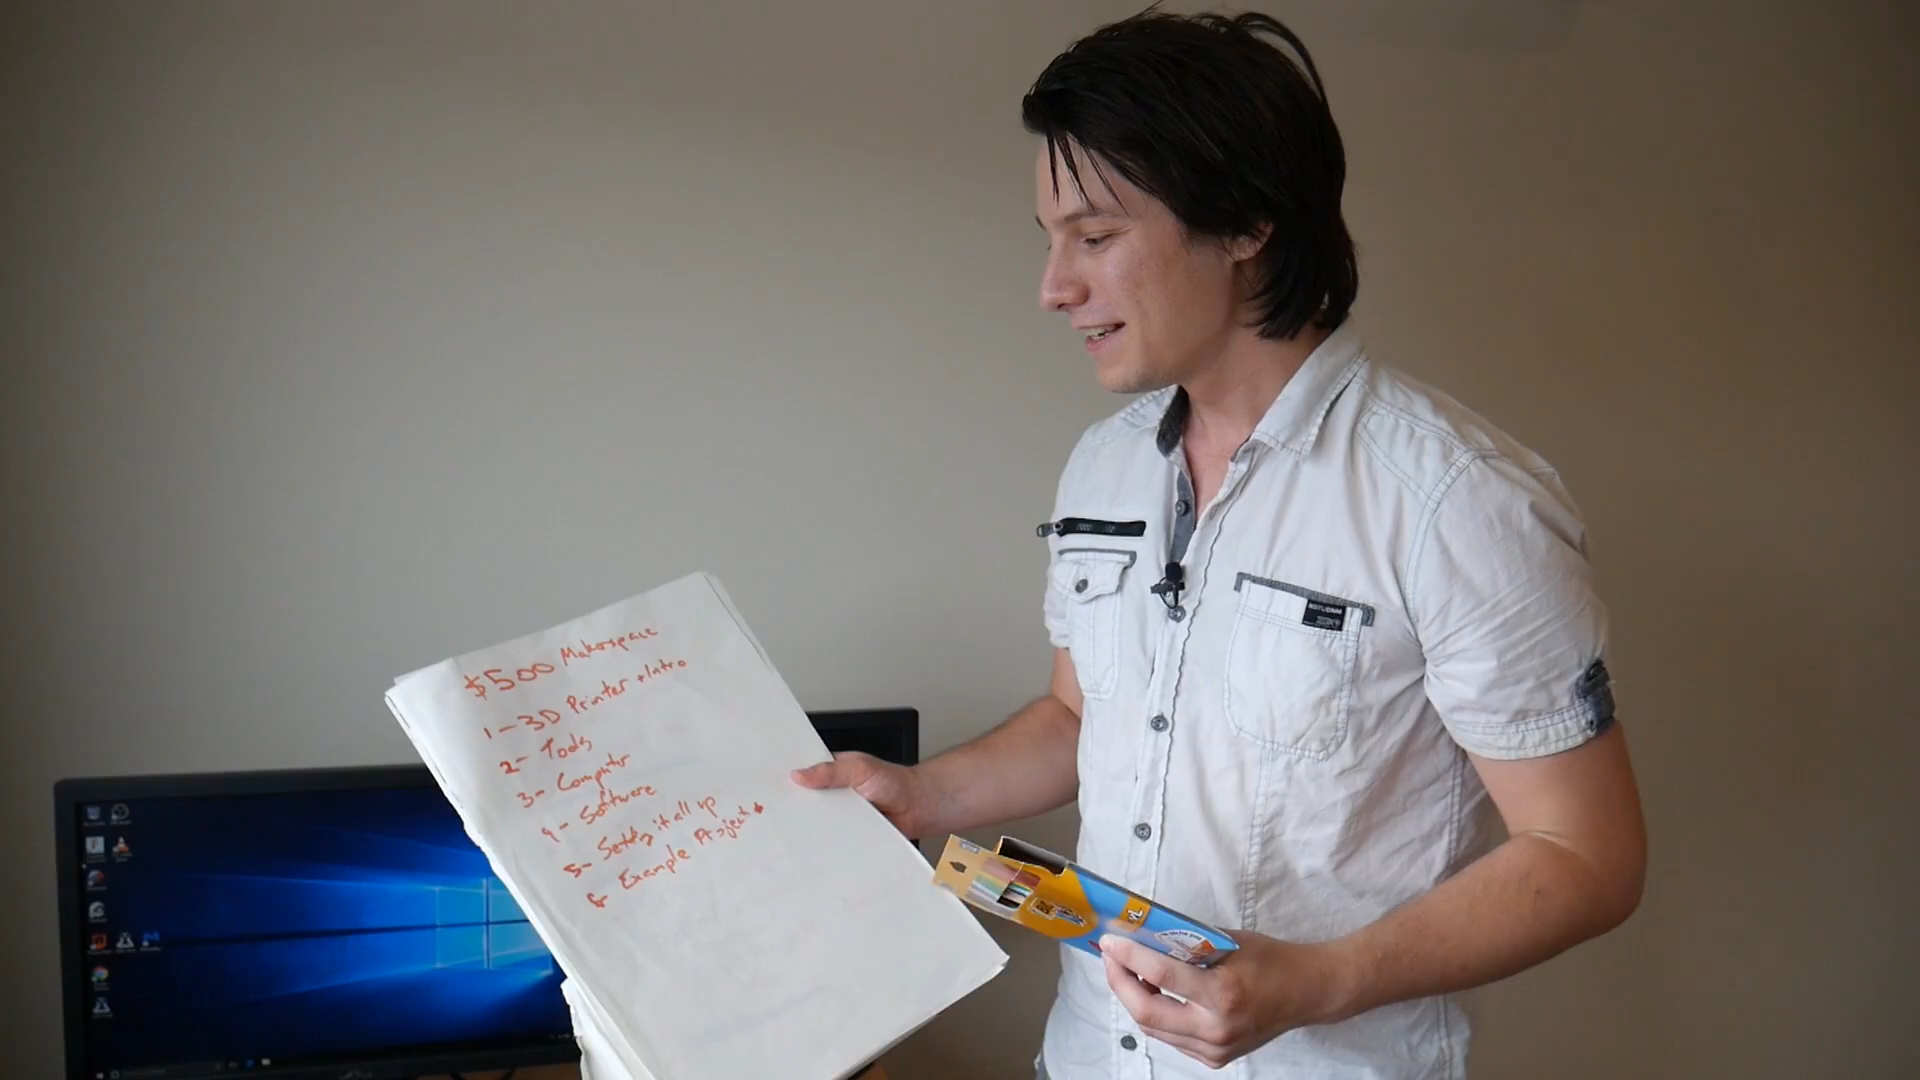 $500 Makerspace
1- 3D Printer + Intro
2- Tools
3- Computer
4- Software
5- Setting it all up
6- Example Project